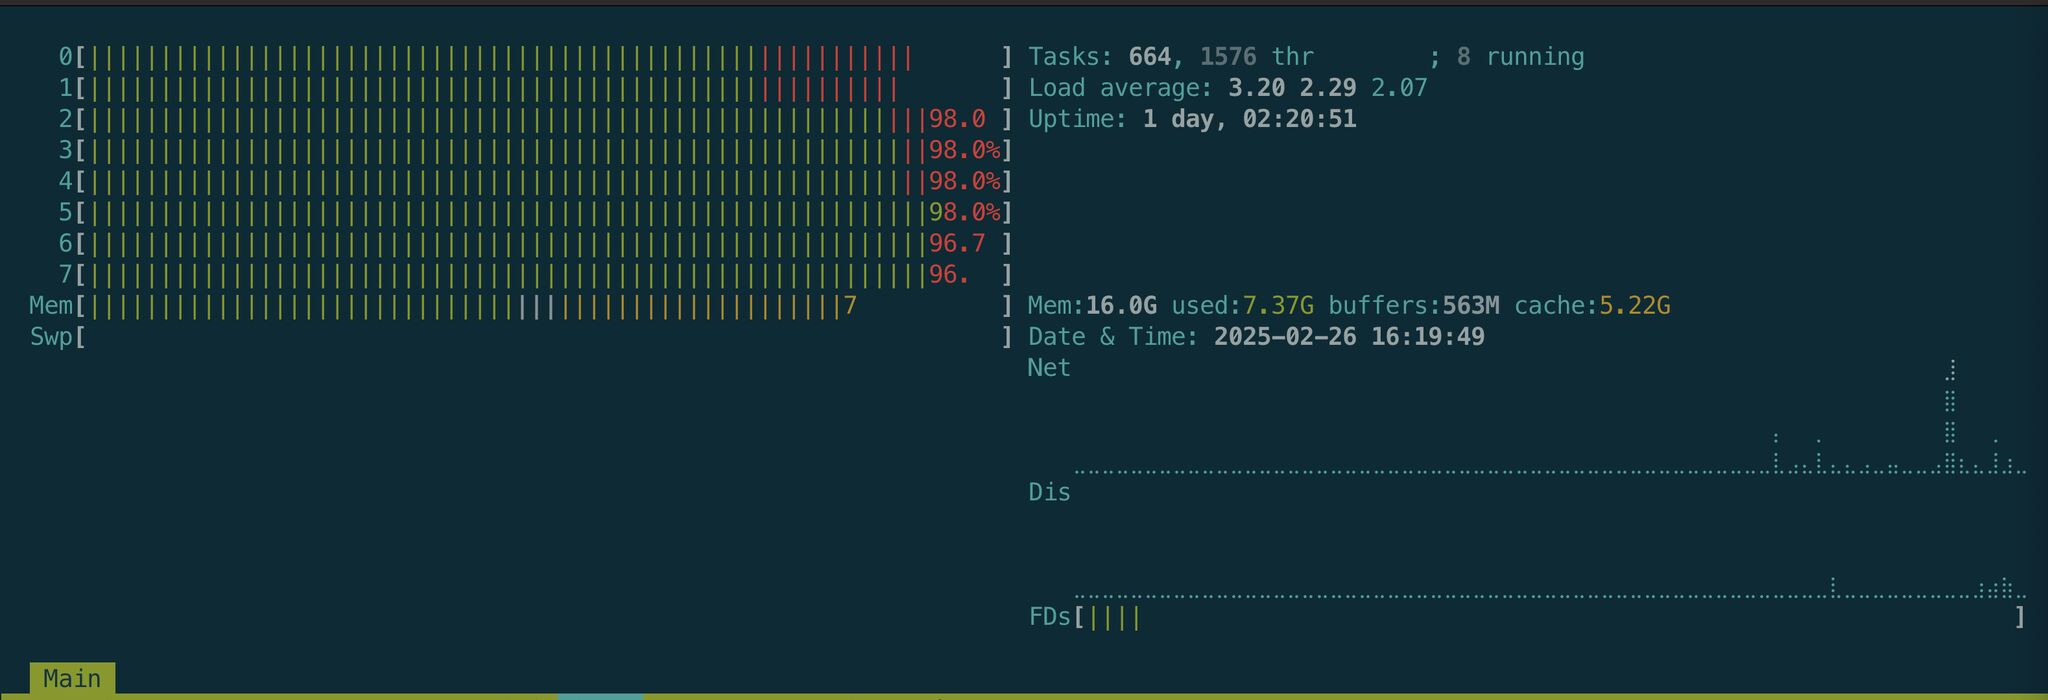 0[|||||||||||||||||||||||||||||||||||||||||||||||||||||||||| ] Tasks: 664, 1576 thr ; 8 running
1[||||||||||||||||||||||||||||||||||||||||||||||||||||||||| ] Load average: 3.20 2.29 2.07
2[|||||||||||||||||||||||||||||||||||||||||||||||||||||||||||98.0 ] Uptime: 1 day, 02:20:51
3[|||||||||||||||||||||||||||||||||||||||||||||||||||||||||||98.0%]
4[|||||||||||||||||||||||||||||||||||||||||||||||||||||||||||98.0%]
5[|||||||||||||||||||||||||||||||||||||||||||||||||||||||||||98.0%]
6[|||||||||||||||||||||||||||||||||||||||||||||||||||||||||||96.7 ]
7[|||||||||||||||||||||||||||||||||||||||||||||||||||||||||||96. ]
Mem[|||||||||||||||||||||||||||||||||||||||||||||||||||||7 ] Mem:16.0G used:7.37G buffers:563M cache:5.22G
Swp[ ] Date & Time: 2025-02-26 16:19:49
Net
Dis
FDs[|||| ]
Main